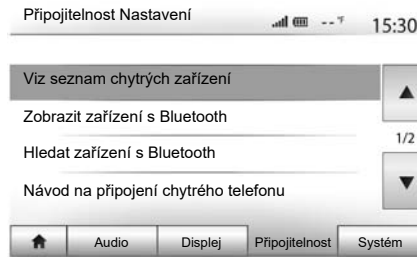 Připojitelnost Nastavení
--°F 15:30
Viz seznam chytrých zařízení
Zobrazit zařízení s Bluetooth
Hledat zařízení s Bluetooth
1/2
Návod na připojení chytrého telefonu
Audio Displej Připojitelnost Systém